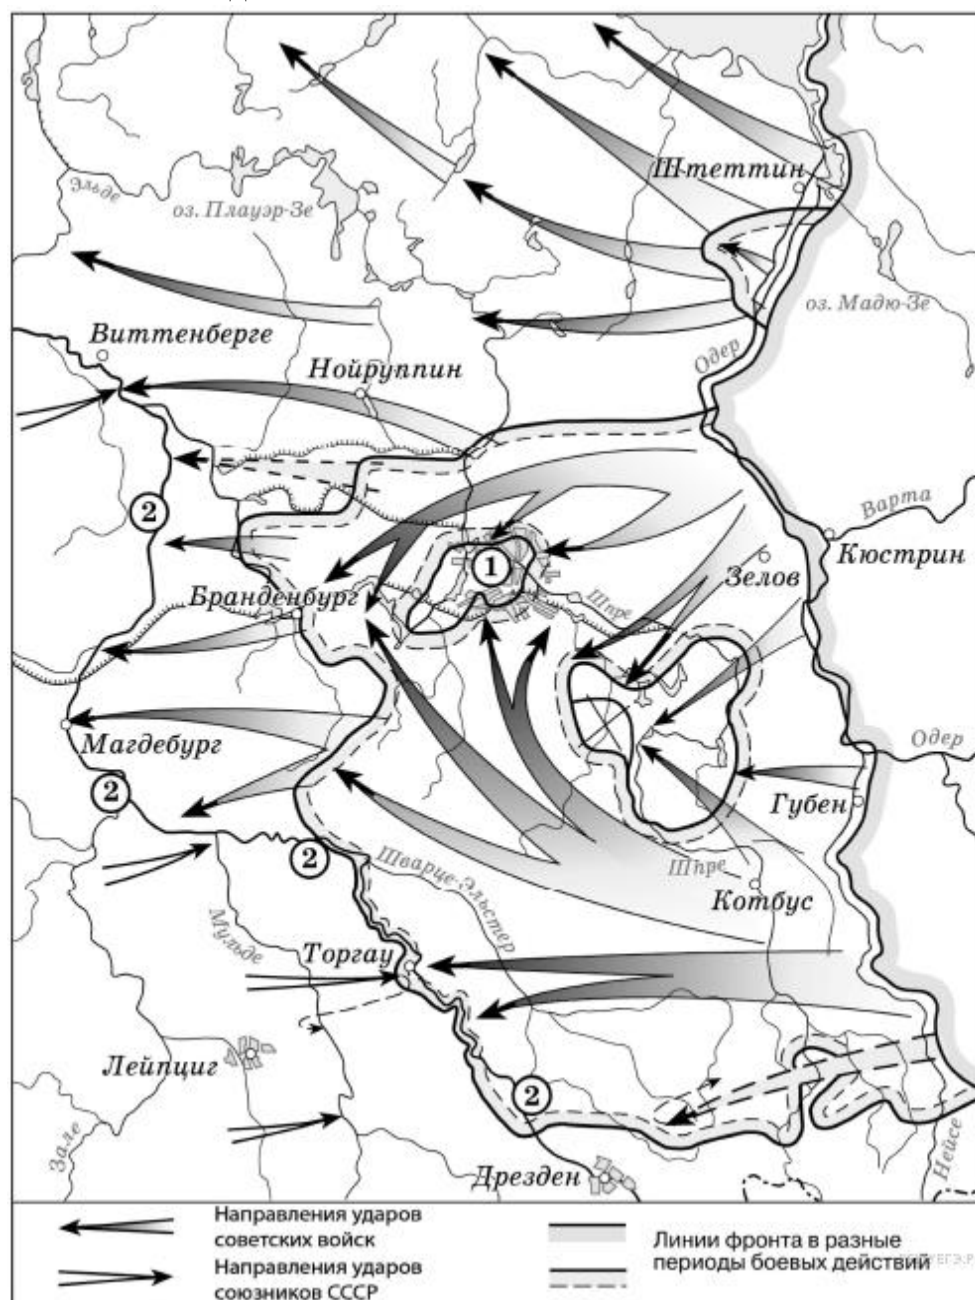 Штеттин
Эльде
оз. Плауэр-Зе
оз. Мадю-Зе
Виттенберге
Одер
Нойруппин
2
Варта
1
Кюстрин
Зелов
Бранденбург
Шпре
Магдебург
Одер
2
Губен
2
Шварце-Эльстер
Шпре
Котбус
Мульде
Торгау
Лейпциг
2
Зале
Нейсе
Дрезден
Направления ударов
советских войск
Направления ударов
союзников СССР
Линии фронта в разные
периоды боевых действий